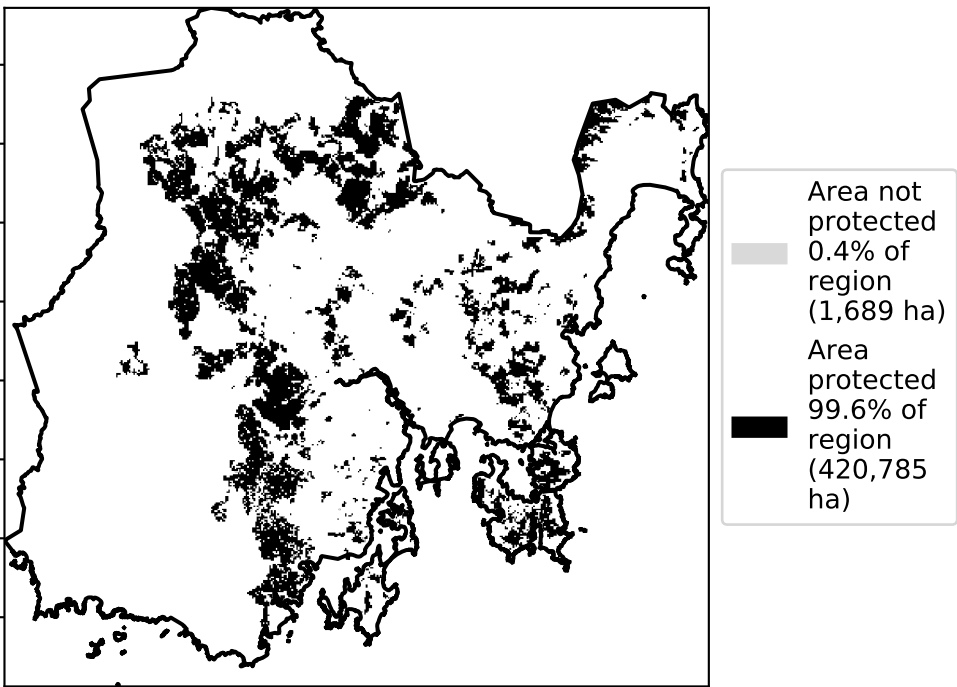 Area not
protected
0.4% of
region
(1,689 ha)
Area
protected
99.6% of
region
(420,785
ha)